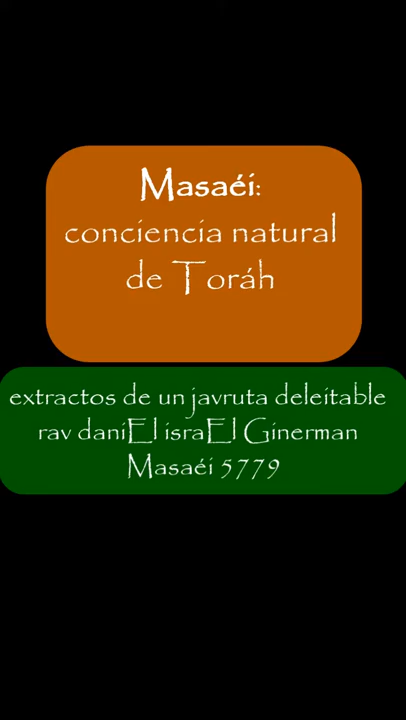 Masaéi:
conciencia natural
de Toráh
extractos de un javruta deleitable
rav daniEl israEl Ginerman
Masaéi 5779